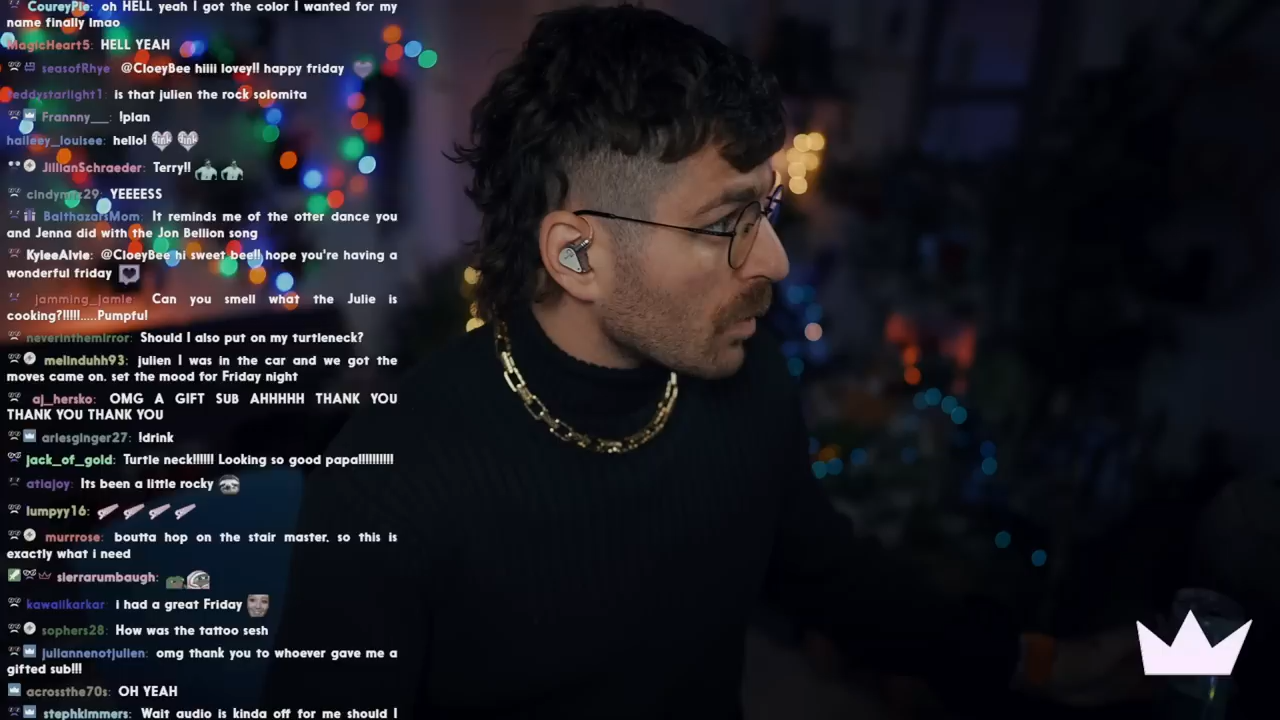 CoureyPie: oh HELL yeah I got the color I wanted for my
name finally lmao
MagicHeart5: HELL YEAH
seasofRhye @CloeyBee hiiii lovey!! happy friday
eddystarlight1: is that julien the rock solomita
Frannny___: !plan
haileey_louisee: hello!
JillianSchraeder: Terry!!
cindymrz29: YEEEESS
BalthazarsMom: It reminds me of the otter dance you
and Jenna did with the Jon Bellion song
KyleeAlvie: @CloeyBee hi sweet bee!! hope you're having a
wonderful friday
jamming_jamie: Can you smell what the Julie is
cooking?!!!!!.....Pumpful
neverinthemirror: Should I also put on my turtleneck?
melinduhh93: julien I was in the car and we got the
moves came on. set the mood for Friday night
aj_hersko: OMG A GIFT SUB AHHHHH THANK YOU
THANK YOU THANK YOU
ariesginger27: !drink
jack_of_gold: Turtle neck!!!!!! Looking so good papa!!!!!!!!!!
atiajoy: Its been a little rocky
lumpyy16:
murrrose: boutta hop on the stair master. so this is
exactly what i need
sierrarumbaugh:
kawaiikarkar: i had a great Friday
sophers28: How was the tattoo sesh
juliannenotjulien: omg thank you to whoever gave me a
gifted sub!!!
acrossthe70s: OH YEAH
stephkimmers: Wait audio is kinda off for me should I